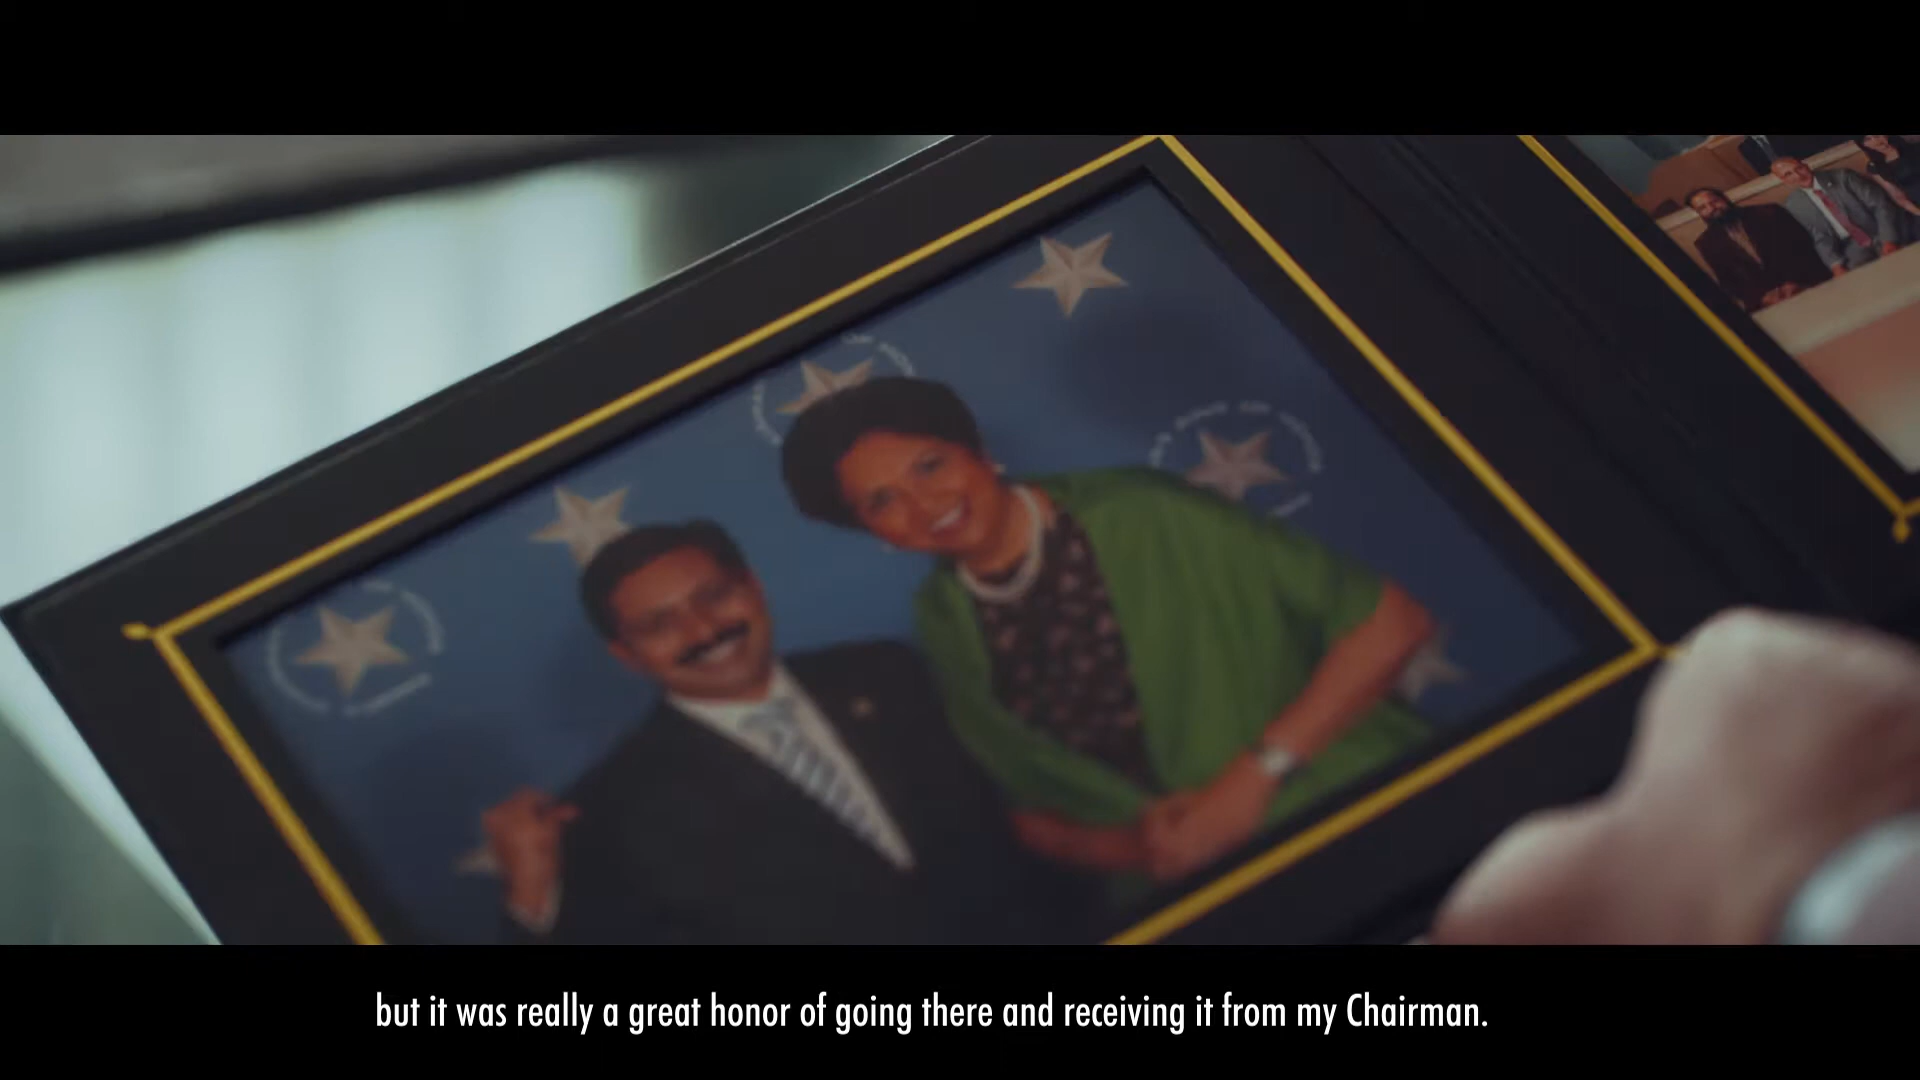 but it was really a great honor of going there and receiving it from my Chairman.